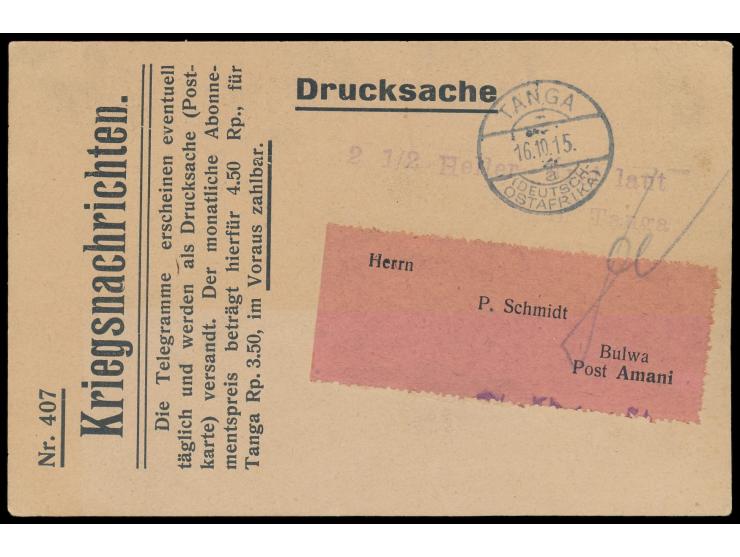 Nr. 407
Kriegsnachrichten.
Die Telegramme erscheinen eventuell
täglich und werden als Drucksache (Post-
karte) versandt. Der monatliche Abonne-
mentspreis beträgt hierfür 4.50 Rp., für
Tanga Rp. 3.50, im Voraus zahlbar.
Drucksache
TANGA
16.10.15.
a
(DEUTSCH-
OSTAFRIKA)
2 1/2 Heller laut
Tanga
Herrn
P. Schmidt
Bulwa
Post Amani